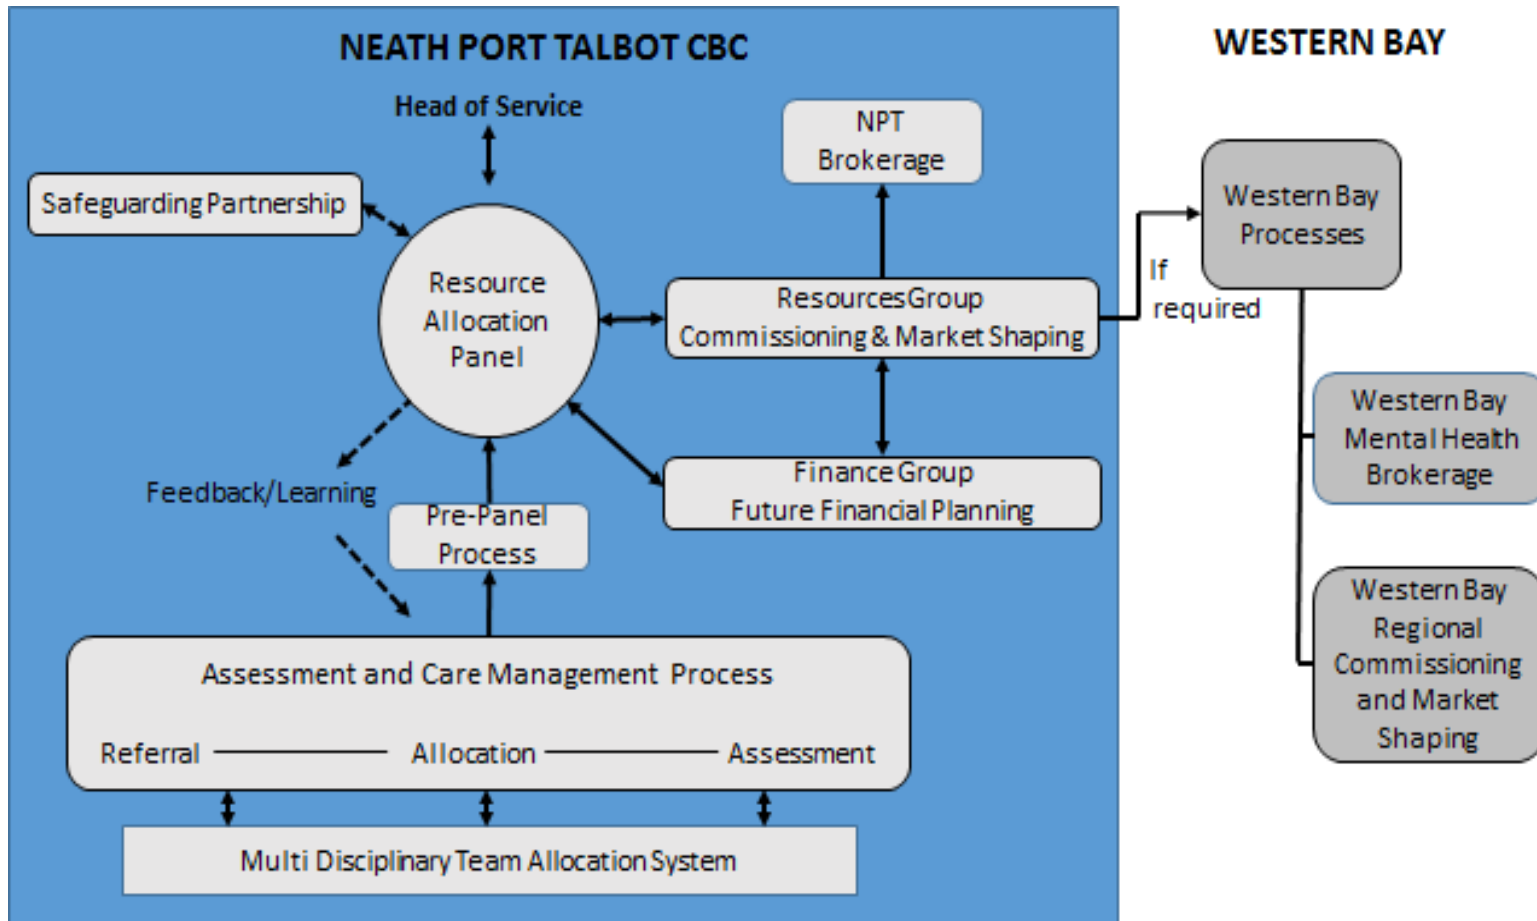 NEATH PORT TALBOT CBC
WESTERN BAY
Head of Service
NPT
Brokerage
Safeguarding Partnership
Western Bay
Processes
Resource
Allocation
Panel
ResourcesGroup
Commissioning & Market Shaping
If
required
Western Bay
Mental Health
Brokerage
Finance Group
Future Financial Planning
Feedback/Learning
Pre-Panel
Process
Western Bay
Regional
Commissioning
and Market
Shaping
Assessment and Care Management Process
Referral Allocation Assessment
Multi Disciplinary Team Allocation System